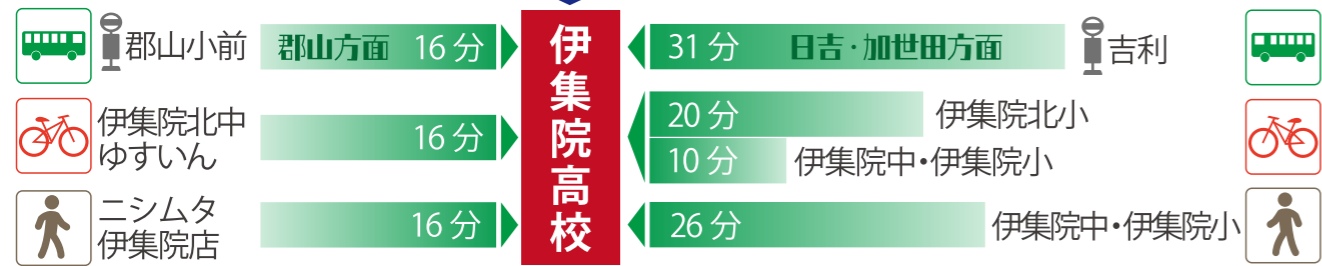 郡山小前
郡山方面 16分
伊集院高校
31分 日吉・加世田方面
吉利
伊集院北中
ゆすいん
16分
20分
伊集院北小
10分
伊集院中・伊集院小
ニシムタ
伊集院店
16分
26分
伊集院中・伊集院小